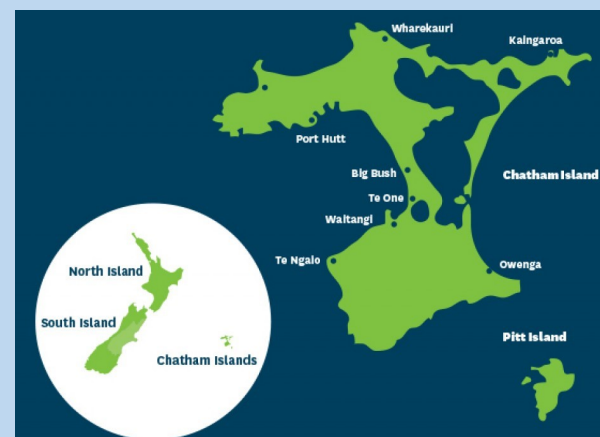 Wharekauri
Kaingaroa
Port Hutt
Big Bush
Chatham Island
Te One
Waitangi
Te Ngaio
Owenga
North Island
South Island
Chatham Islands
Pitt Island